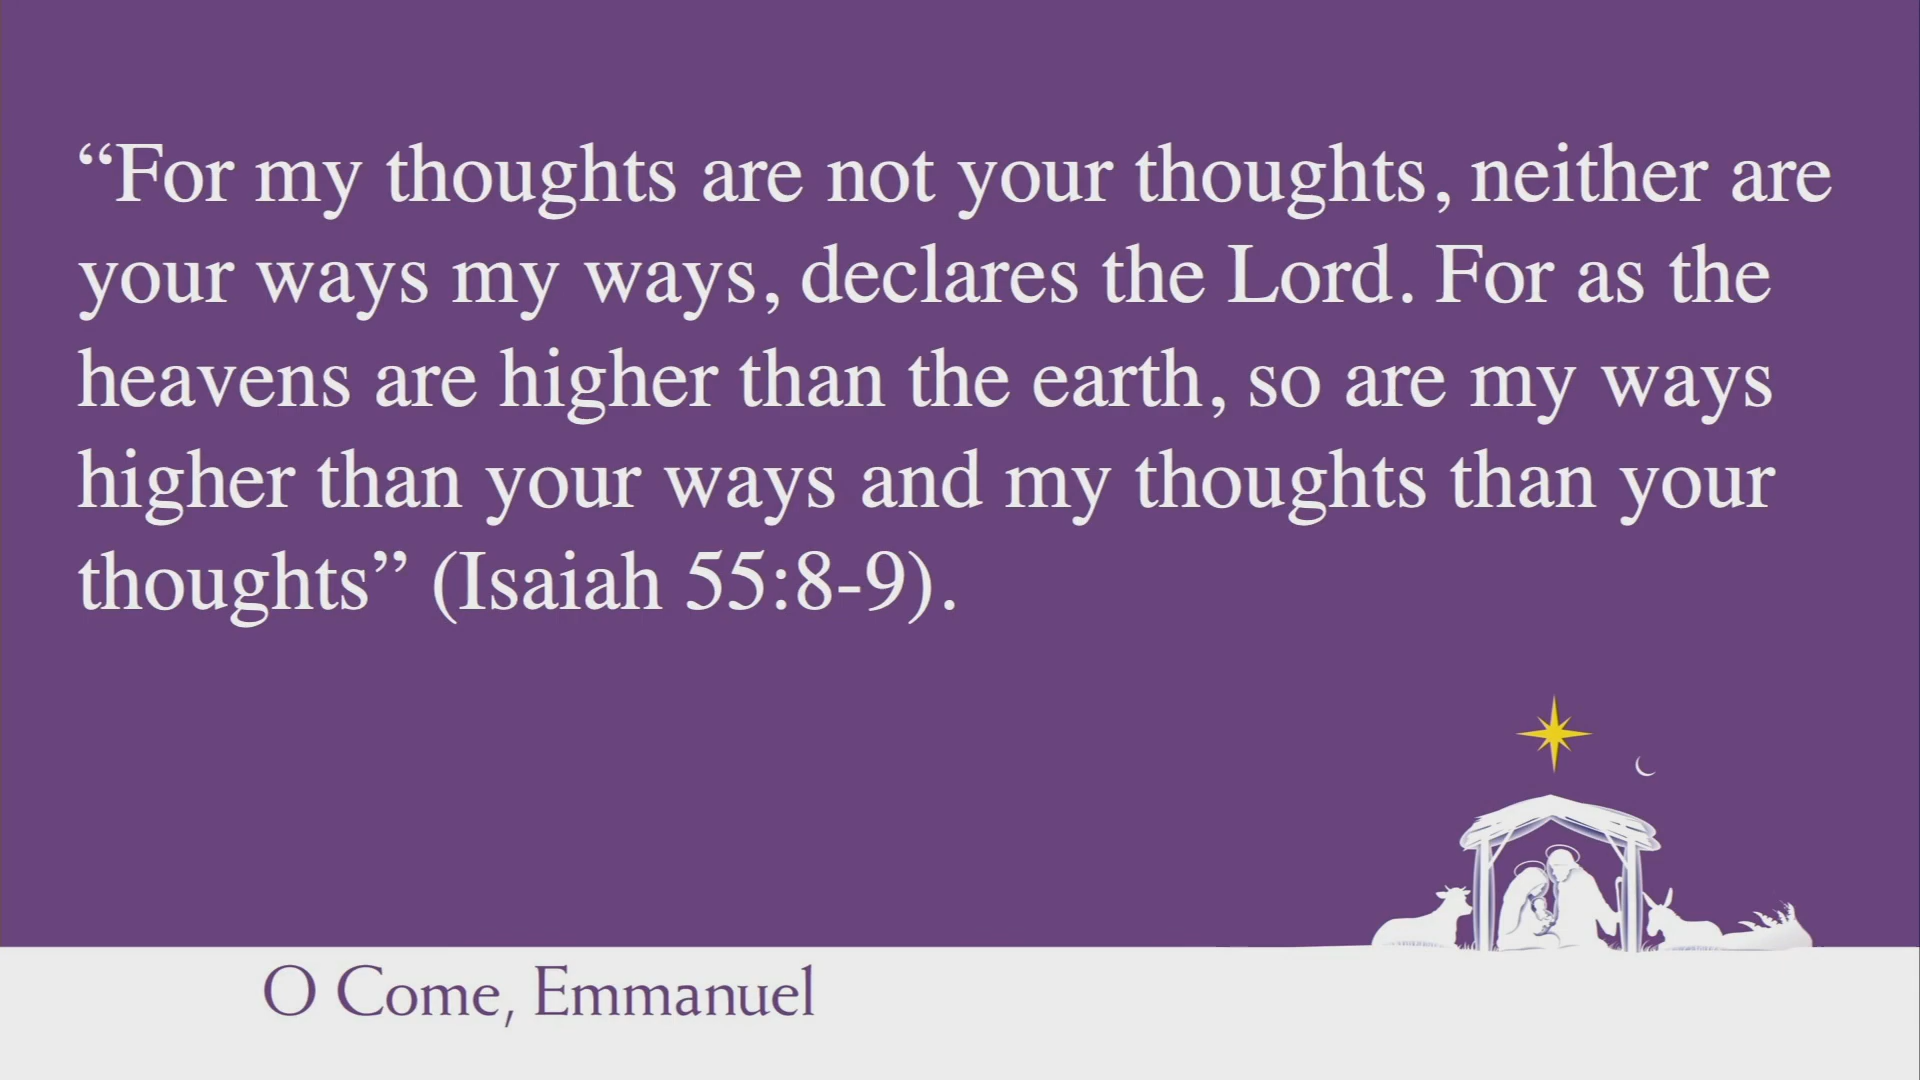 “For my thoughts are not your thoughts, neither are
your ways my ways, declares the Lord. For as the
heavens are higher than the earth, so are my ways
higher than your ways and my thoughts than your
thoughts” (Isaiah 55:8-9).
O Come, Emmanuel